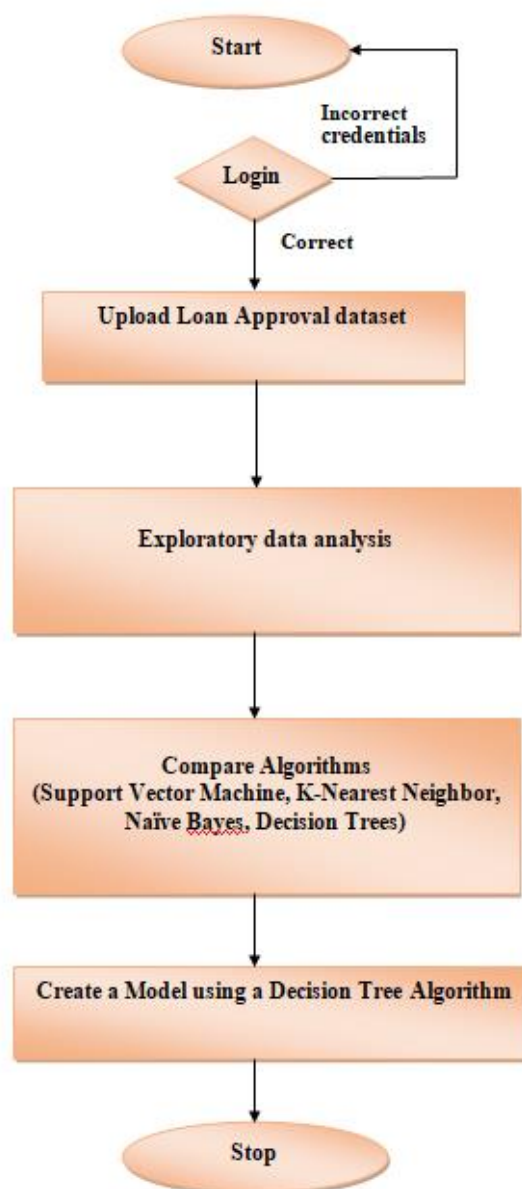 Start
Incorrect
credentials
Login
Correct
Upload Loan Approval dataset
Exploratory data analysis
Compare Algorithms
(Support Vector Machine, K-Nearest Neighbor,
Naïve Bayes, Decision Trees)
Create a Model using a Decision Tree Algorithm
Stop